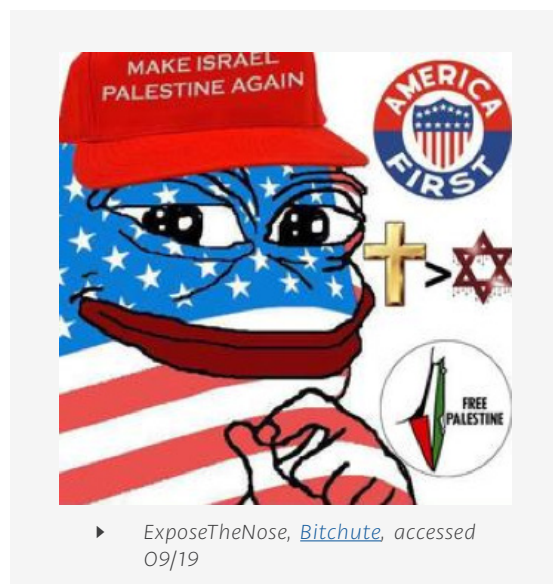 MAKE ISRAEL
PALESTINE AGAIN
AMERICA
FIRST
>
FREE
PALESTINE
ExposeTheNose, Bitchute, accessed
09/19